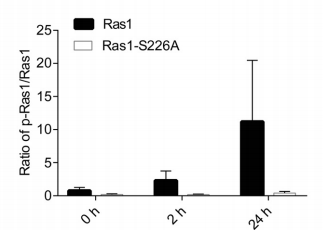 Ras1
Ras1-S226A
Ratio of p-Ras1/Ras1
25
20
15
10
5
0
0 h
2 h
24 h